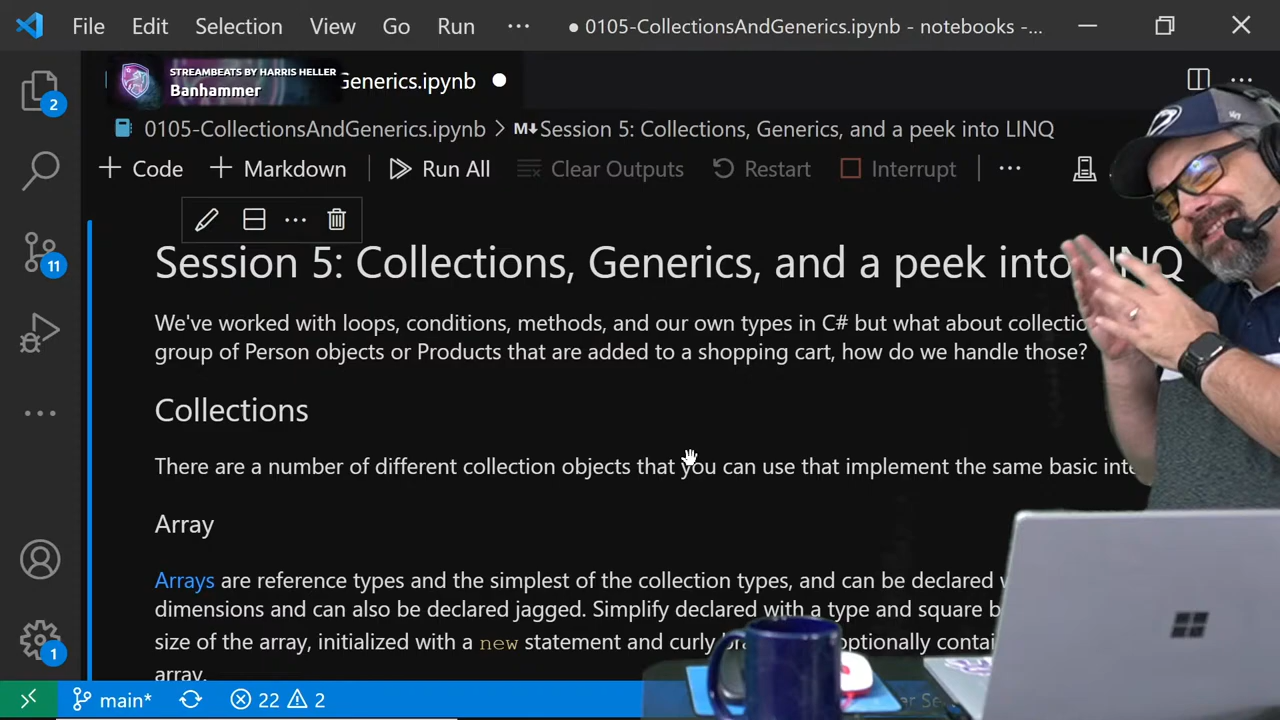 File Edit Selection View Go Run ··· ● 0105-CollectionsAndGenerics.ipynb - notebooks -...
STREAMBEATS BY HARRIS HELLER
Banhammer
Generics.ipynb
2
0105-CollectionsAndGenerics.ipynb > M↓Session 5: Collections, Generics, and a peek into LINQ
+ Code + Markdown Run All Clear Outputs Restart Interrupt ···
11
Session 5: Collections, Generics, and a peek into LINQ
We've worked with loops, conditions, methods, and our own types in C# but what about
group of Person objects or Products that are added to a shopping cart, how do we handle those?
Collections
There are a number of different collection objects that you can use that implement the same basic
Array
Arrays are reference types and the simplest of the collection types, and can be declared
dimensions and can also be declared jagged. Simplify declared with a type and square
size of the array, initialized with a new statement and curly optionally
array.
1
main* 22 2